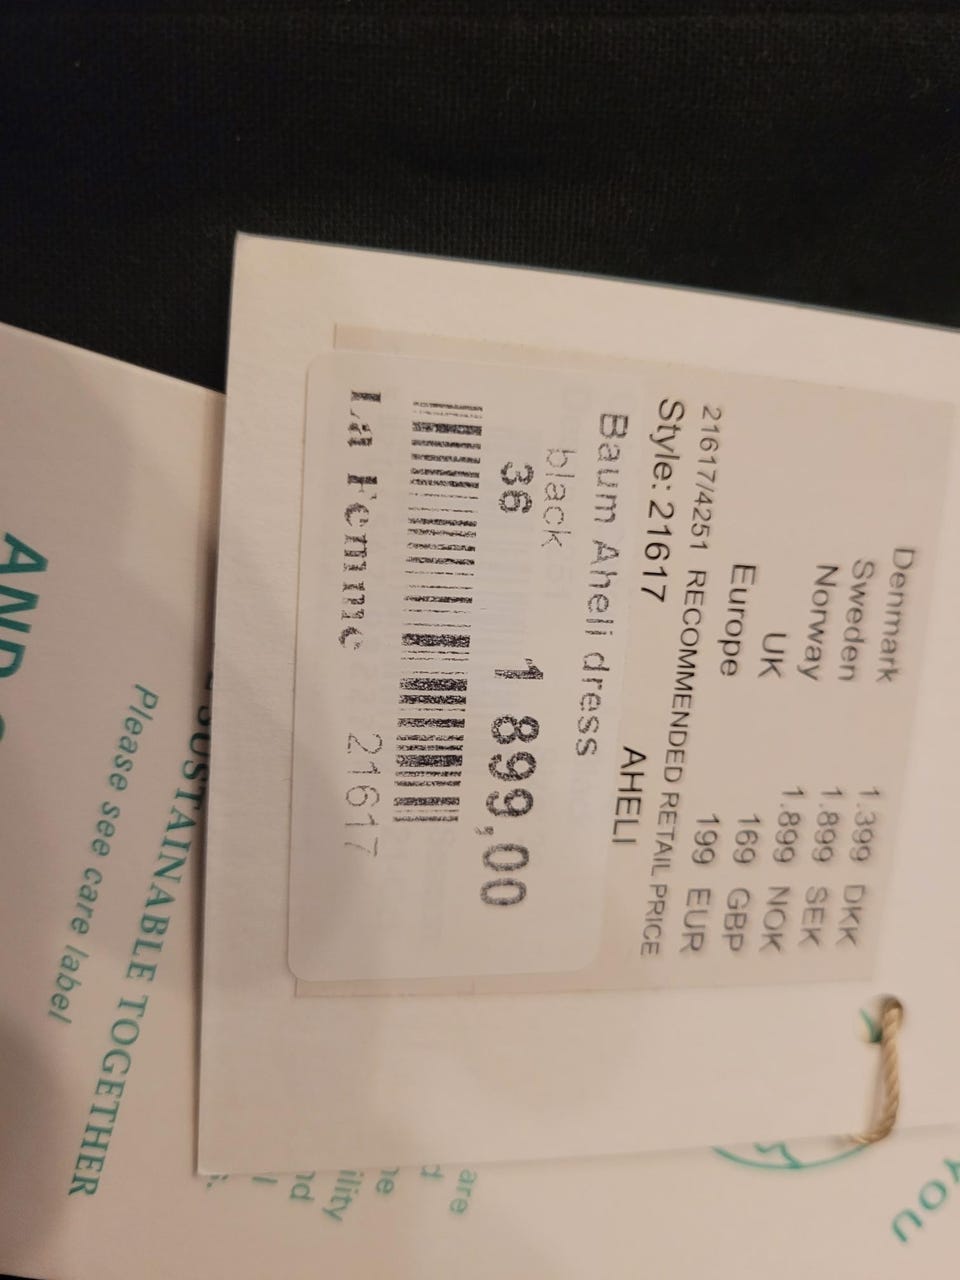 Denmark 1.399 DKK
Sweden 1.899 SEK
Norway 1.899 NOK
UK 169 GBP
Europe 199 EUR
21617/4251 RECOMMENDED RETAIL PRICE
Style: 21617 AHELI
Baum Aheli dress
black
36 1 899,00
La Femme 21617
SUSTAINABLE TOGETHER
Please see care label
YOU
are